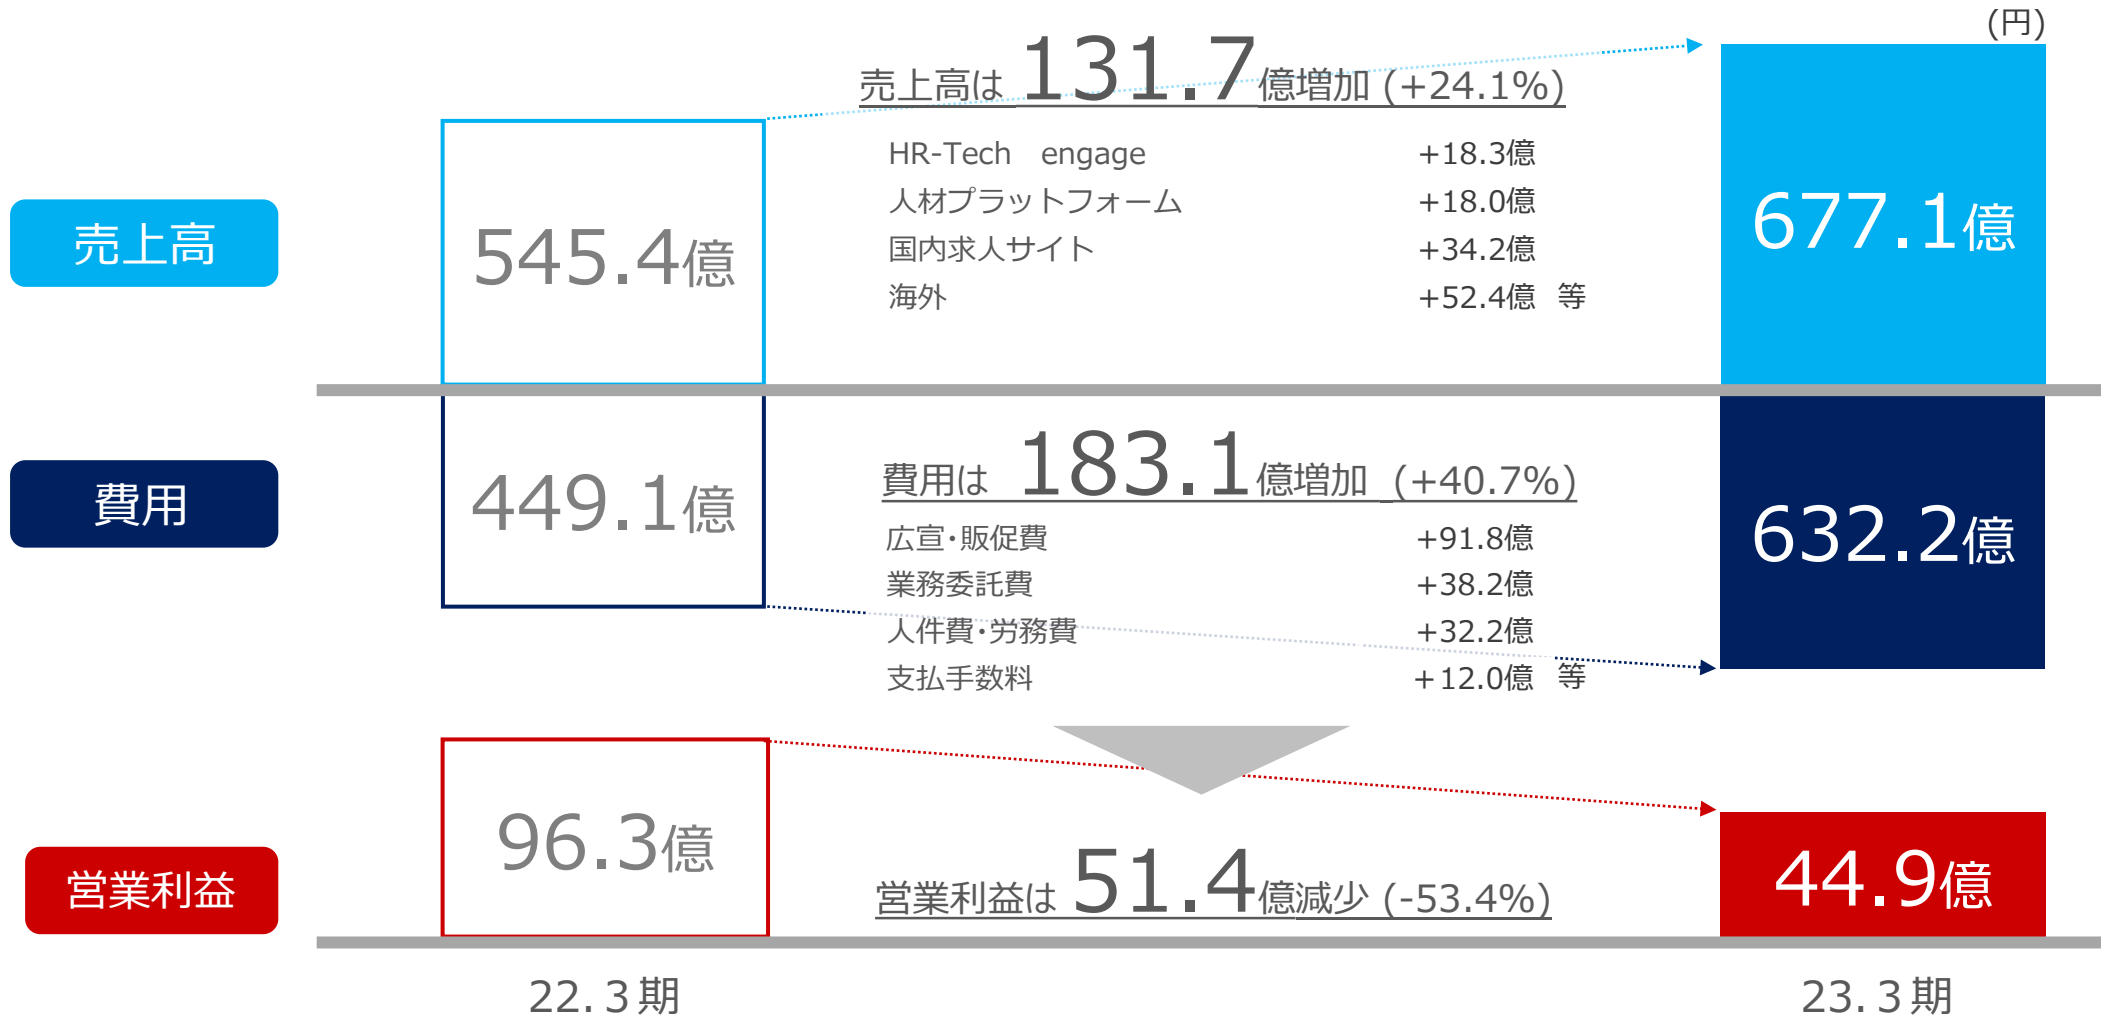 (円)
売上高は 131.7億増加 (+24.1%)
HR-Tech　engage +18.3億
人材プラットフォーム +18.0億
国内求人サイト +34.2億
海外 +52.4億 等
売上高
545.4億
677.1億
費用は 183.1億増加 (+40.7%)
広宣・販促費 +91.8億
業務委託費 +38.2億
人件費・労務費 +32.2億
支払手数料 +12.0億 等
費用
449.1億
632.2億
営業利益
96.3億
営業利益は 51.4億減少 (-53.4%)
44.9億
22.３期
23.３期